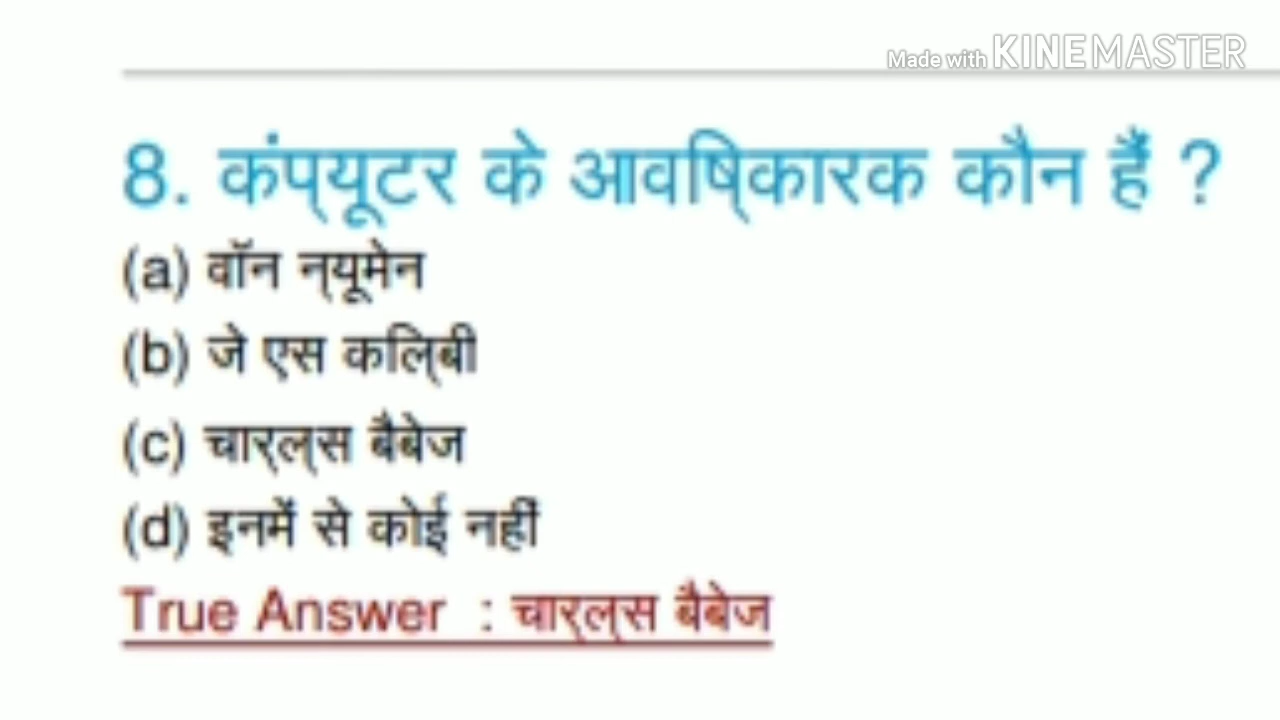 Made with KINEMASTER
8. कंप्यूटर के आवष्किारक कौन हैं ?
(a) वॉन न्यूमेन
(b) जे एस कल्बिी
(c) चार्ल्स बैबेज
(d) इनमें से कोई नहीं
True Answer : चार्ल्स बैबेज